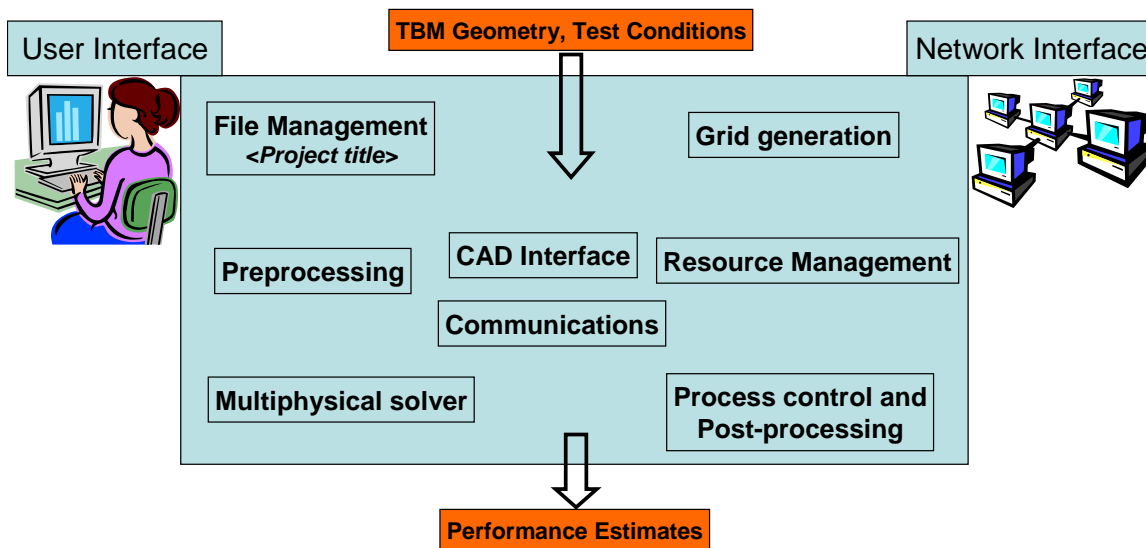 TBM Geometry, Test Conditions
User Interface
Network Interface
File Management
<Project title>
Grid generation
CAD Interface
Preprocessing
Resource Management
Communications
Multiphysical solver
Process control and
Post-processing
Performance Estimates